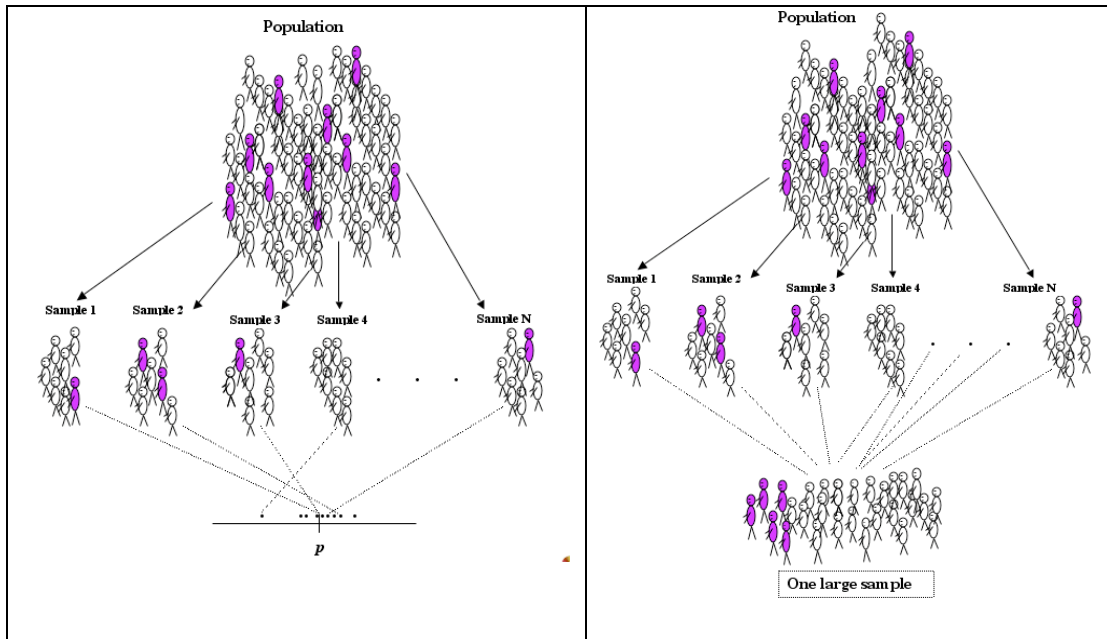 Population
Sample 1
Sample 2
Sample 3
Sample 4
Sample N
. . .
p
Population
Sample 1
Sample 2
Sample 3
Sample 4
Sample N
. . .
One large sample